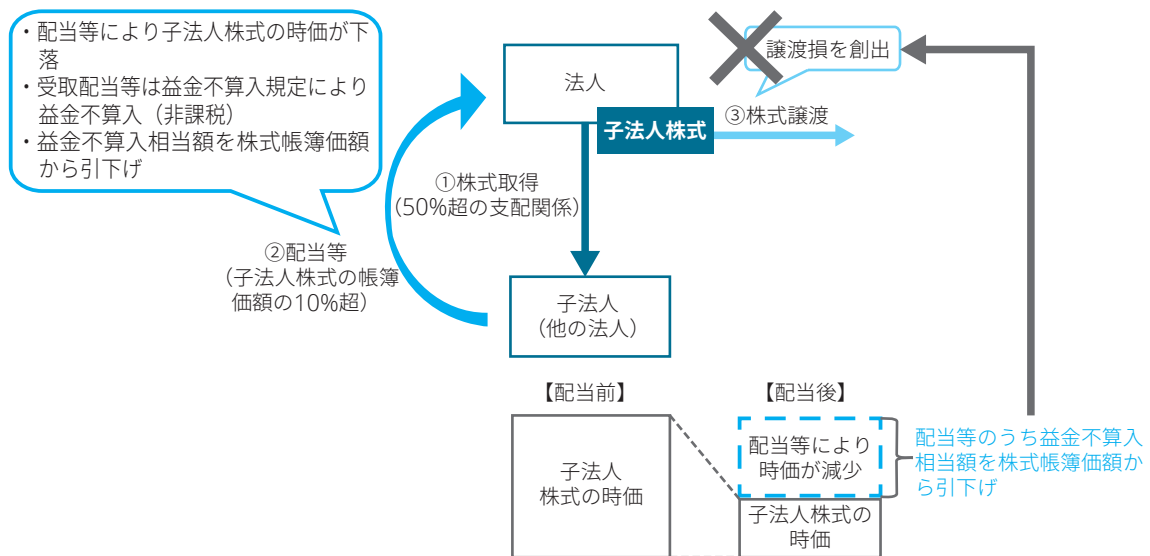 ・配当等により子法人株式の時価が下
落
・受取配当等は益金不算入規定により
益金不算入（非課税）
・益金不算入相当額を株式帳簿価額
から引下げ
法人
子法人株式
譲渡損を創出
③株式譲渡
①株式取得
（50%超の支配関係）
②配当等
（子法人株式の帳簿
価額の10%超）
子法人
（他の法人）
【配当前】
【配当後】
子法人
株式の時価
配当等により
時価が減少
子法人株式の
時価
配当等のうち益金不算入
相当額を株式帳簿価額か
ら引下げ